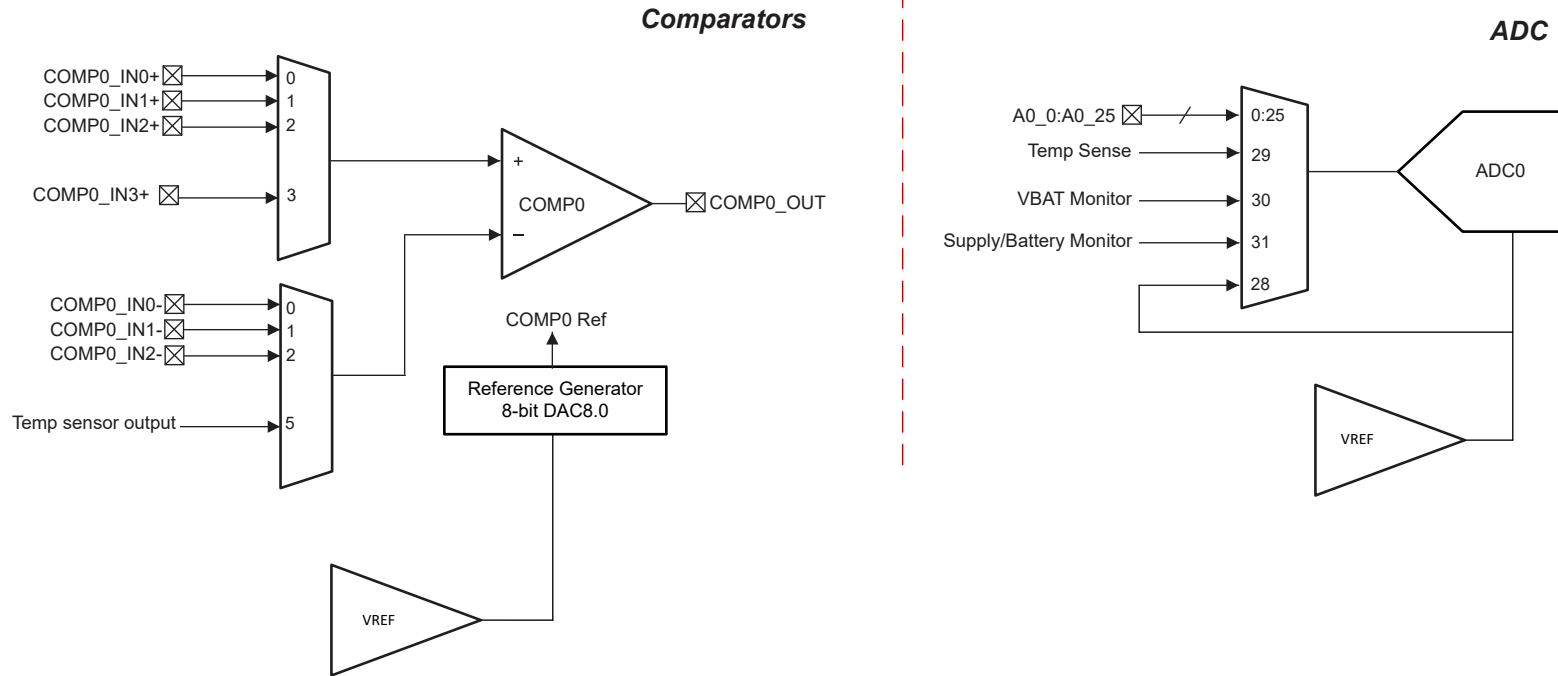 Comparators
COMP0_IN0+
COMP0_IN1+
COMP0_IN2+
COMP0_IN3+
0
1
2
3
+
−
COMP0
COMP0_OUT
COMP0_IN0-
COMP0_IN1-
COMP0_IN2-
Temp sensor output
0
1
2
5
COMP0 Ref
Reference Generator
8-bit DAC8.0
VREF
ADC
A0_0:A0_25
Temp Sense
VBAT Monitor
Supply/Battery Monitor
0:25
29
30
31
28
ADC0
VREF